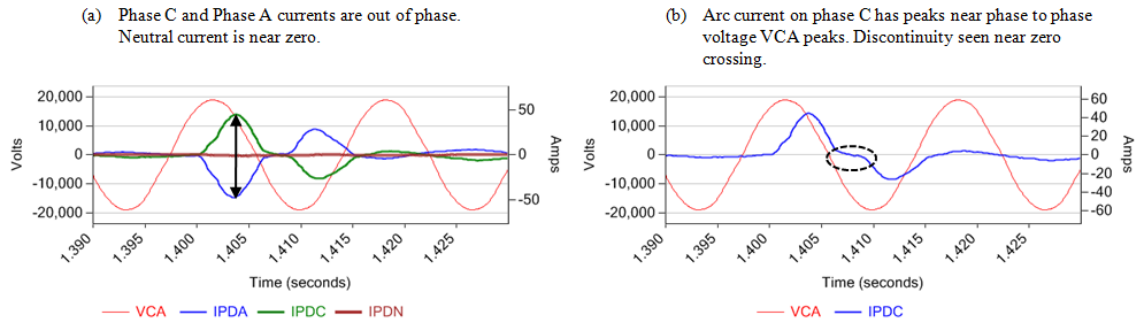 (a) Phase C and Phase A currents are out of phase.
Neutral current is near zero.
20,000
10,000
0
-10,000
-20,000
Volts
50
0
-50
Amps
1.390
1.395
1.400
1.405
1.410
1.415
1.420
1.425
Time (seconds)
VCA IPDA IPDC IPDN
(b) Arc current on phase C has peaks near phase to phase
voltage VCA peaks. Discontinuity seen near zero
crossing.
20,000
10,000
0
-10,000
-20,000
Volts
60
40
20
0
-20
-40
-60
Amps
1.390
1.395
1.400
1.405
1.410
1.415
1.420
1.425
Time (seconds)
VCA IPDC